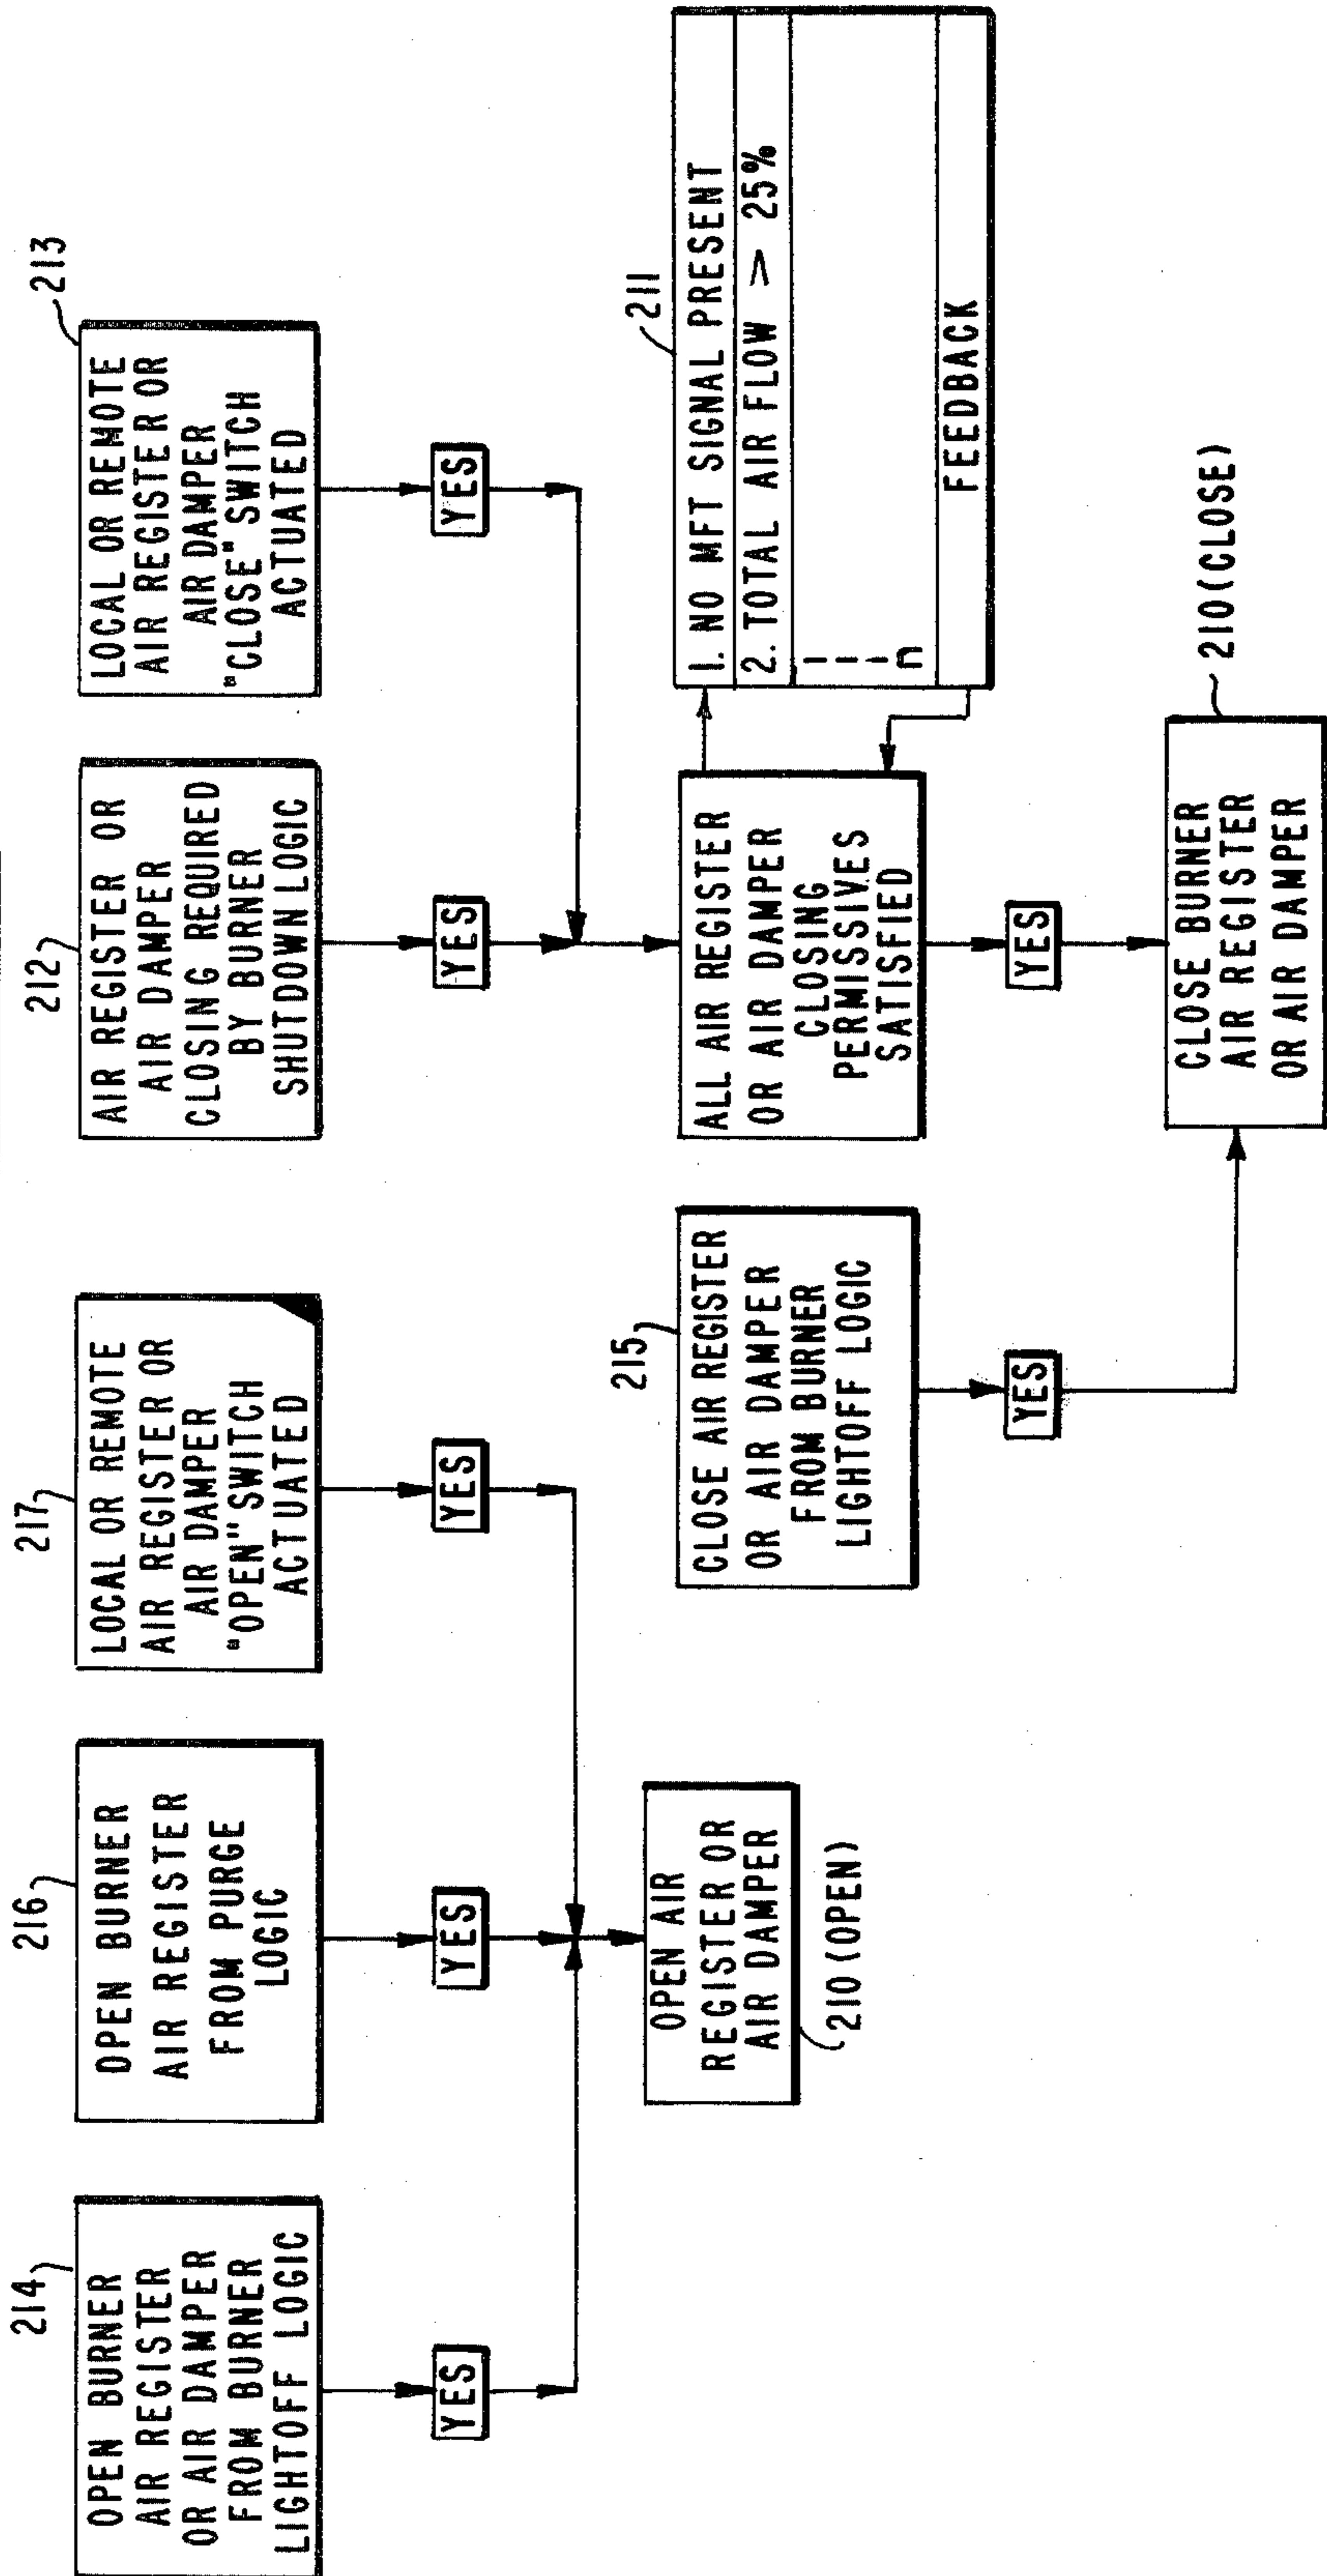 214
OPEN BURNER
AIR REGISTER
OR AIR DAMPER
FROM BURNER
LIGHTOFF LOGIC
YES
216
OPEN BURNER
AIR REGISTER
FROM PURGE
LOGIC
YES
217
LOCAL OR REMOTE
AIR REGISTER OR
AIR DAMPER
"OPEN" SWITCH
ACTUATED
YES
OPEN AIR
REGISTER OR
AIR DAMPER
210 (OPEN)
212
AIR REGISTER OR
AIR DAMPER
CLOSING REQUIRED
BY BURNER
SHUTDOWN LOGIC
YES
213
LOCAL OR REMOTE
AIR REGISTER OR
AIR DAMPER
"CLOSE" SWITCH
ACTUATED
YES
215
CLOSE AIR REGISTER
OR AIR DAMPER
FROM BURNER
LIGHTOFF LOGIC
YES
ALL AIR REGISTER
OR AIR DAMPER
CLOSING
PERMISSIVES
SATISFIED
YES
211
1. NO MFT SIGNAL PRESENT
2. TOTAL AIR FLOW > 25%
----n
FEEDBACK
CLOSE BURNER
AIR REGISTER
OR AIR DAMPER
210 (CLOSE)